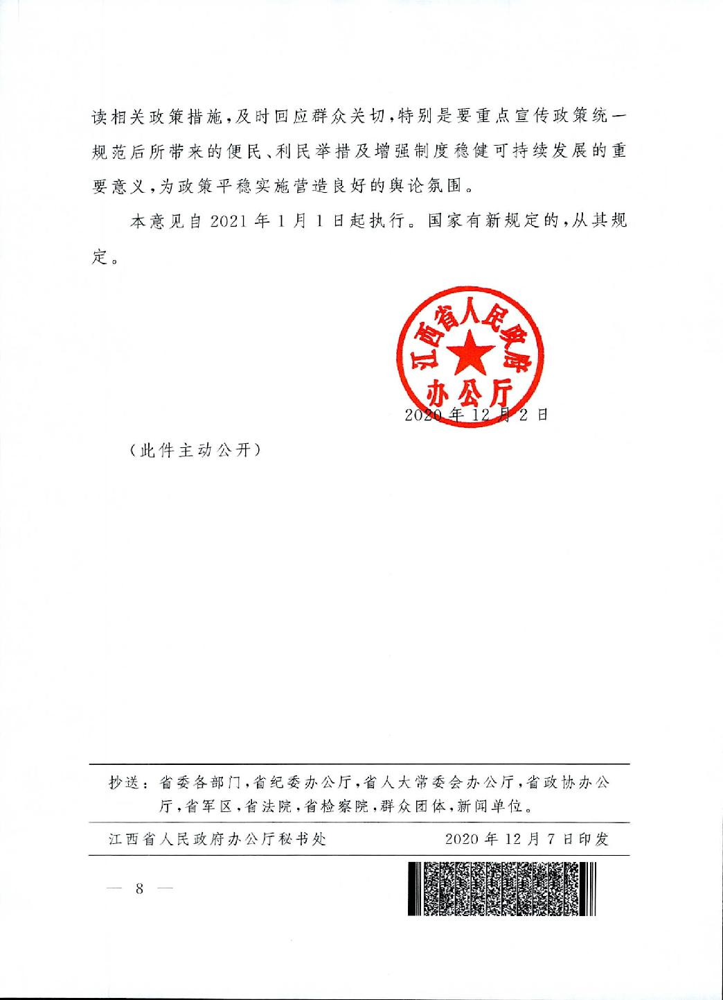 读相关政策措施,及时回应群众关切,特别是要重点宣传政策统一
规范后所带来的便民、利民举措及增强制度稳健可持续发展的重
要意义,为政策平稳实施营造良好的舆论氛围。
本意见自2021年1月1日起执行。国家有新规定的,从其规
定。
江西省人民政府
办公厅
2020年12月2日
（此件主动公开）
抄送：省委各部门,省纪委办公厅,省人大常委会办公厅,省政协办公
厅,省军区,省法院,省检察院,群众团体,新闻单位。
江西省人民政府办公厅秘书处 2020年12月7日印发
— 8 —